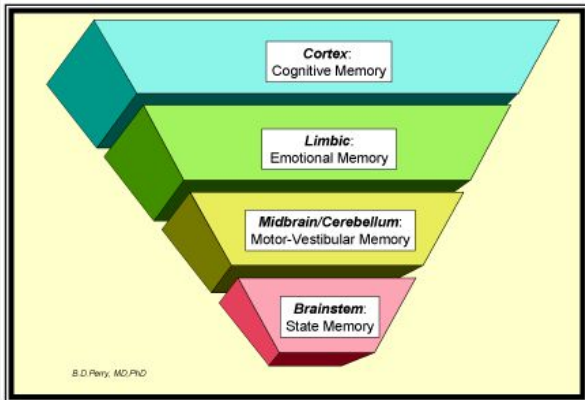 Cortex:
Cognitive Memory
Limbic:
Emotional Memory
Midbrain/Cerebellum:
Motor-Vestibular Memory
Brainstem:
State Memory
B.D.Perry, MD,PhD